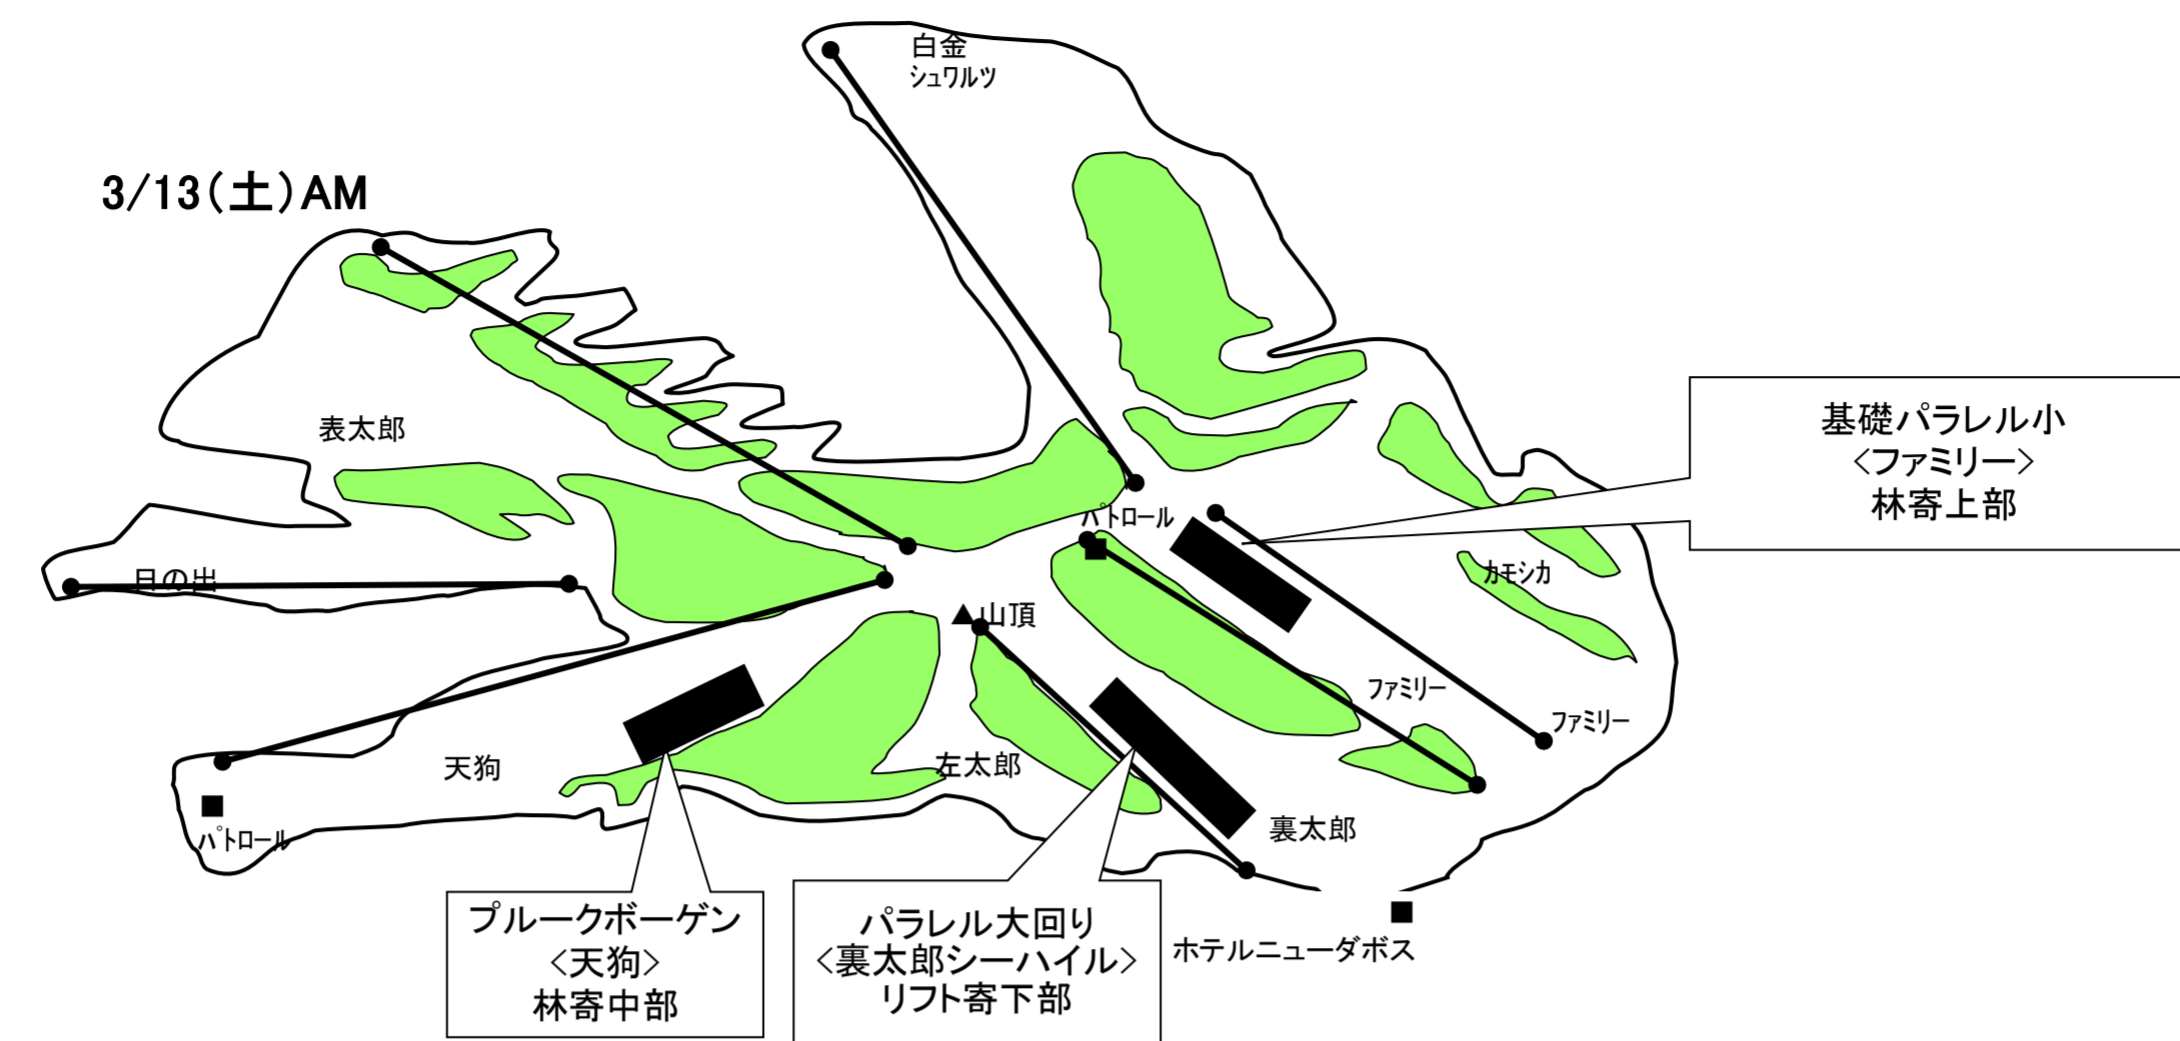 白金
シュワルツ
3/13(土)AM
表太郎
基礎パラレル小
<ファミリー>
林寄上部
パトロール
カモシカ
日の出
山頂
ファミリー
ファミリー
天狗
左太郎
パトロール
裏太郎
プルークボーゲン
<天狗>
林寄中部
パラレル大回り
<裏太郎シーハイル>
リフト寄下部
ホテルニューダボス